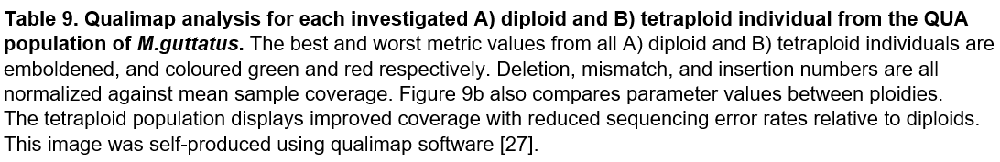 Table 9. Qualimap analysis for each investigated A) diploid and B) tetraploid individual from the QUA
population of M.guttatus. The best and worst metric values from all A) diploid and B) tetraploid individuals are
emboldened, and coloured green and red respectively. Deletion, mismatch, and insertion numbers are all
normalized against mean sample coverage. Figure 9b also compares parameter values between ploidies.
The tetraploid population displays improved coverage with reduced sequencing error rates relative to diploids.
This image was self-produced using qualimap software [27].